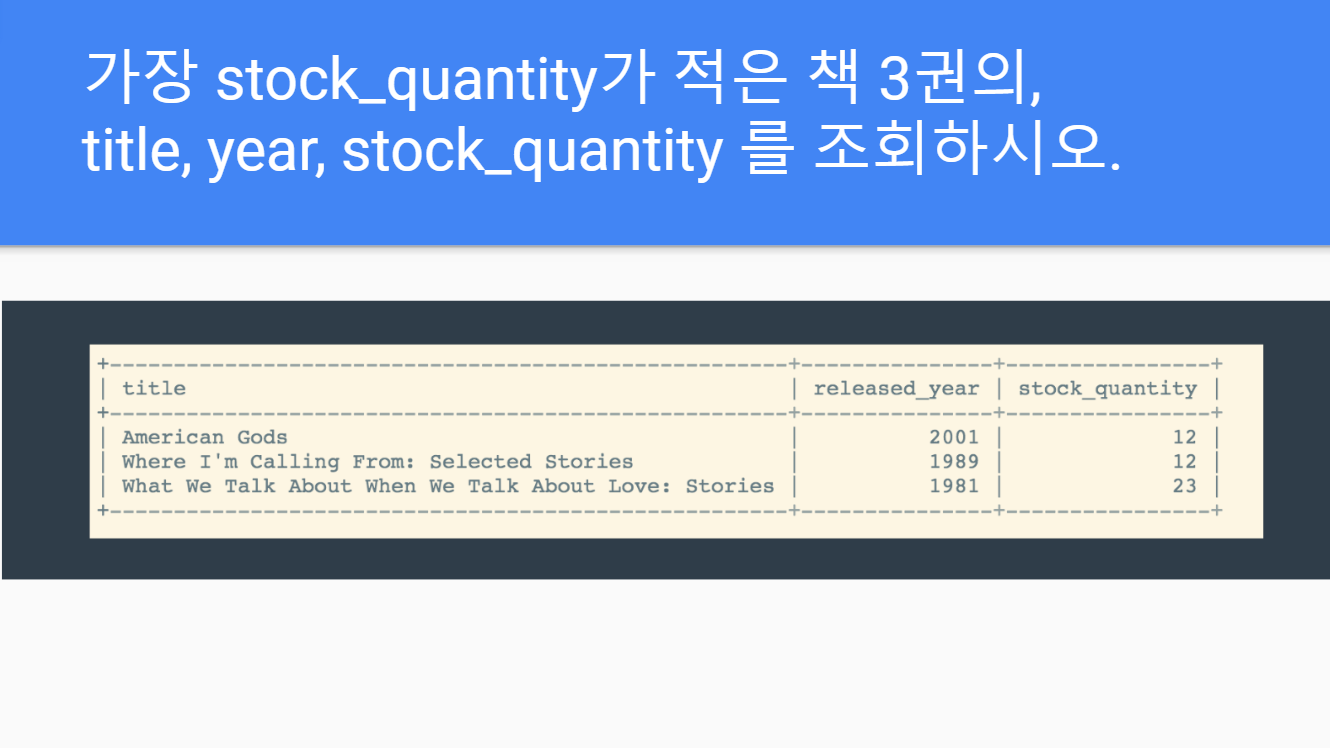 가장 stock_quantity가 적은 책 3권의,
title, year, stock_quantity 를 조회하시오.
+-----------------------------------------------------+---------------+----------------+
| title                                               | released_year | stock_quantity |
+-----------------------------------------------------+---------------+----------------+
| American Gods                                       |          2001 |             12 |
| Where I'm Calling From: Selected Stories            |          1989 |             12 |
| What We Talk About When We Talk About Love: Stories |          1981 |             23 |
+-----------------------------------------------------+---------------+----------------+